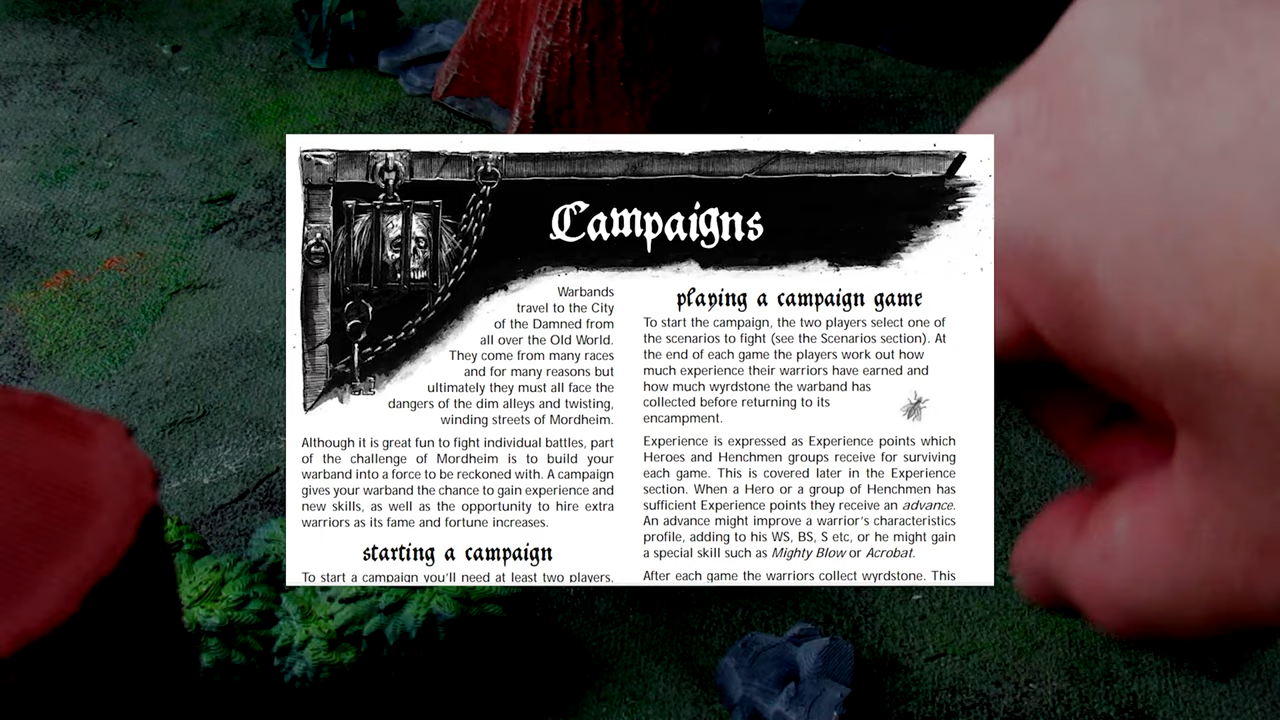 Campaigns
Warbands
travel to the City
of the Damned from
all over the Old World.
They come from many races
and for many reasons but
ultimately they must all face the
dangers of the dim alleys and twisting,
winding streets of Mordheim.
Although it is great fun to fight individual battles, part
of the challenge of Mordheim is to build your
warband into a force to be reckoned with. A campaign
gives your warband the chance to gain experience and
new skills, as well as the opportunity to hire extra
warriors as its fame and fortune increases.
starting a campaign
To start a campaign you'll need at least two players,
playing a campaign game
To start the campaign, the two players select one of
the scenarios to fight (see the Scenarios section). At
the end of each game the players work out how
much experience their warriors have earned and
how much wyrdstone the warband has
collected before returning to its
encampment.
Experience is expressed as Experience points which
Heroes and Henchmen groups receive for surviving
each game. This is covered later in the Experience
section. When a Hero or a group of Henchmen has
sufficient Experience points they receive an advance.
An advance might improve a warrior's characteristics
profile, adding to his WS, BS, S etc, or he might gain
a special skill such as Mighty Blow or Acrobat.
After each game the warriors collect wyrdstone. This